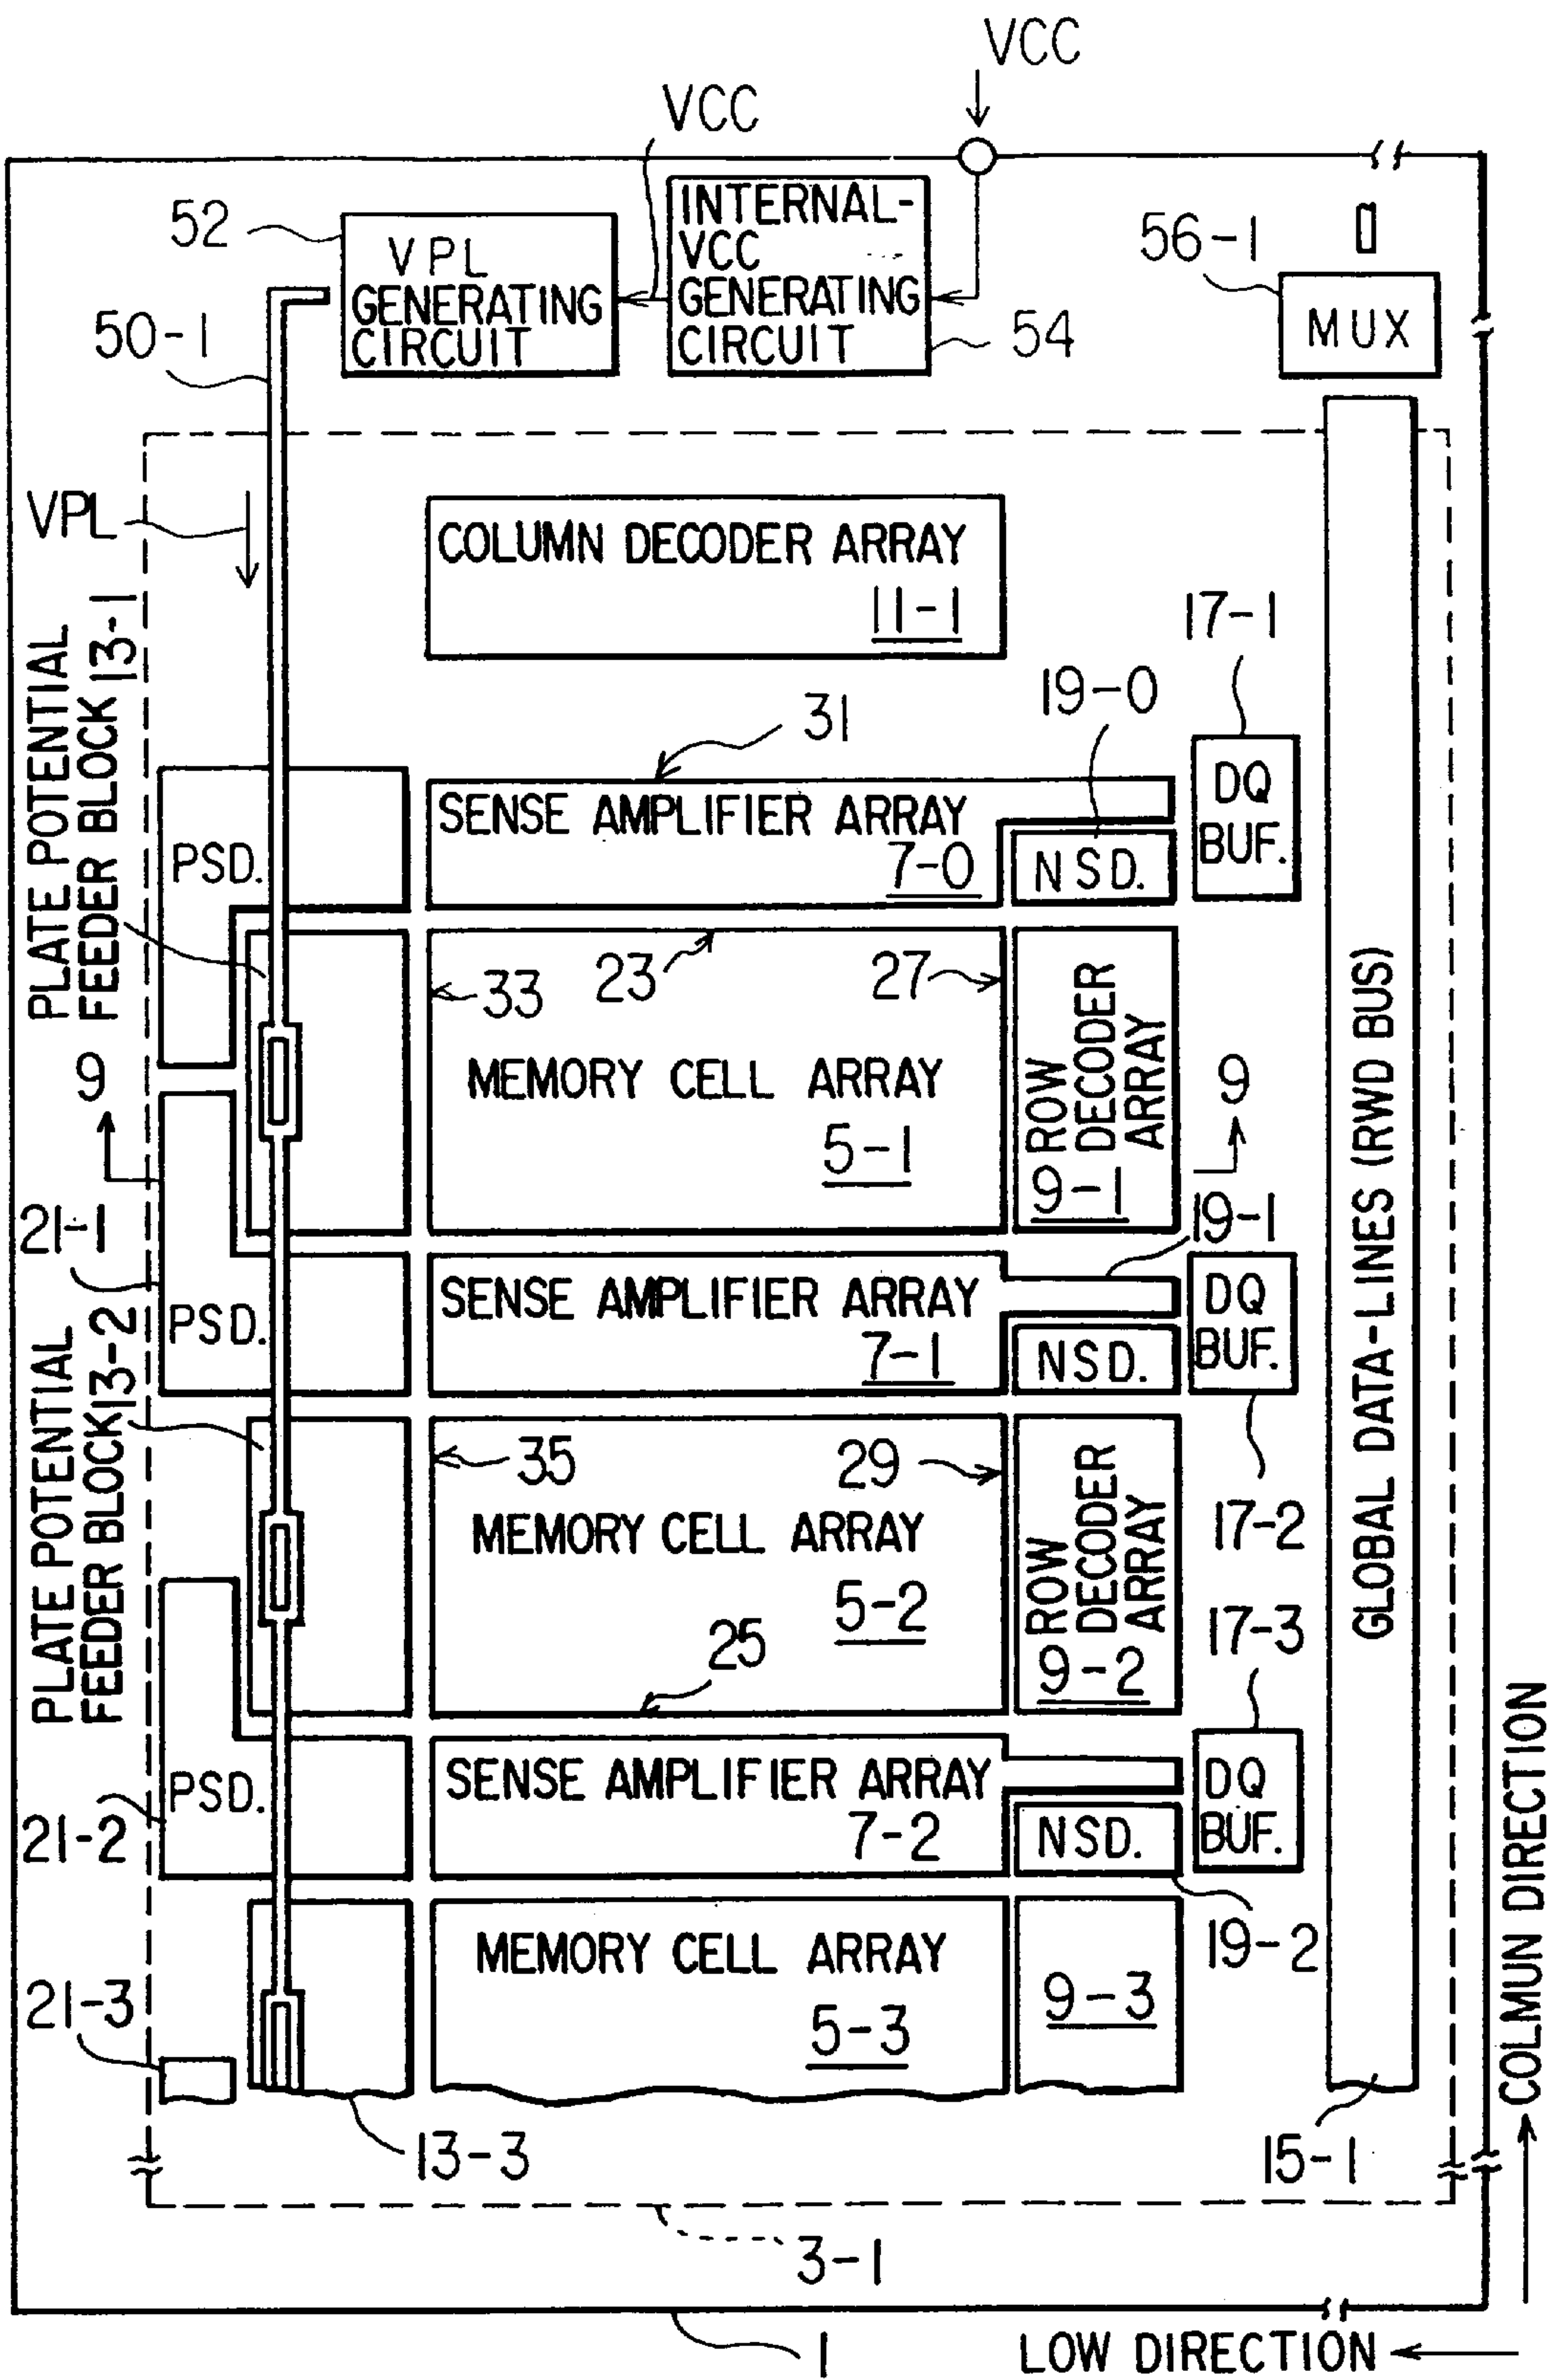 VCC
VCC
52
VPL
GENERATING
CIRCUIT
INTERNAL-
VCC
GENERATING
CIRCUIT
54
56-1
MUX
50-1
VPL
COLUMN DECODER ARRAY
11-1
PLATE POTENTIAL
FEEDER BLOCK 13-1
31
19-0
17-1
PSD.
SENSE AMPLIFIER ARRAY
7-0
NSD.
DQ
BUF.
33
23
27
MEMORY CELL ARRAY
5-1
ROW
DECODER
ARRAY
9-1
9
9
GLOBAL DATA-LINES (RWD BUS)
21-1
19-1
PSD.
SENSE AMPLIFIER ARRAY
7-1
NSD.
DQ
BUF.
PLATE POTENTIAL
FEEDER BLOCK13-2
35
29
17-2
MEMORY CELL ARRAY
5-2
ROW
DECODER
ARRAY
9-2
25
17-3
PSD.
21-2
SENSE AMPLIFIER ARRAY
7-2
NSD.
DQ
BUF.
19-2
MEMORY CELL ARRAY
5-3
9-3
21-3
13-3
15-1
3-1
1
COLMUN DIRECTION
LOW DIRECTION